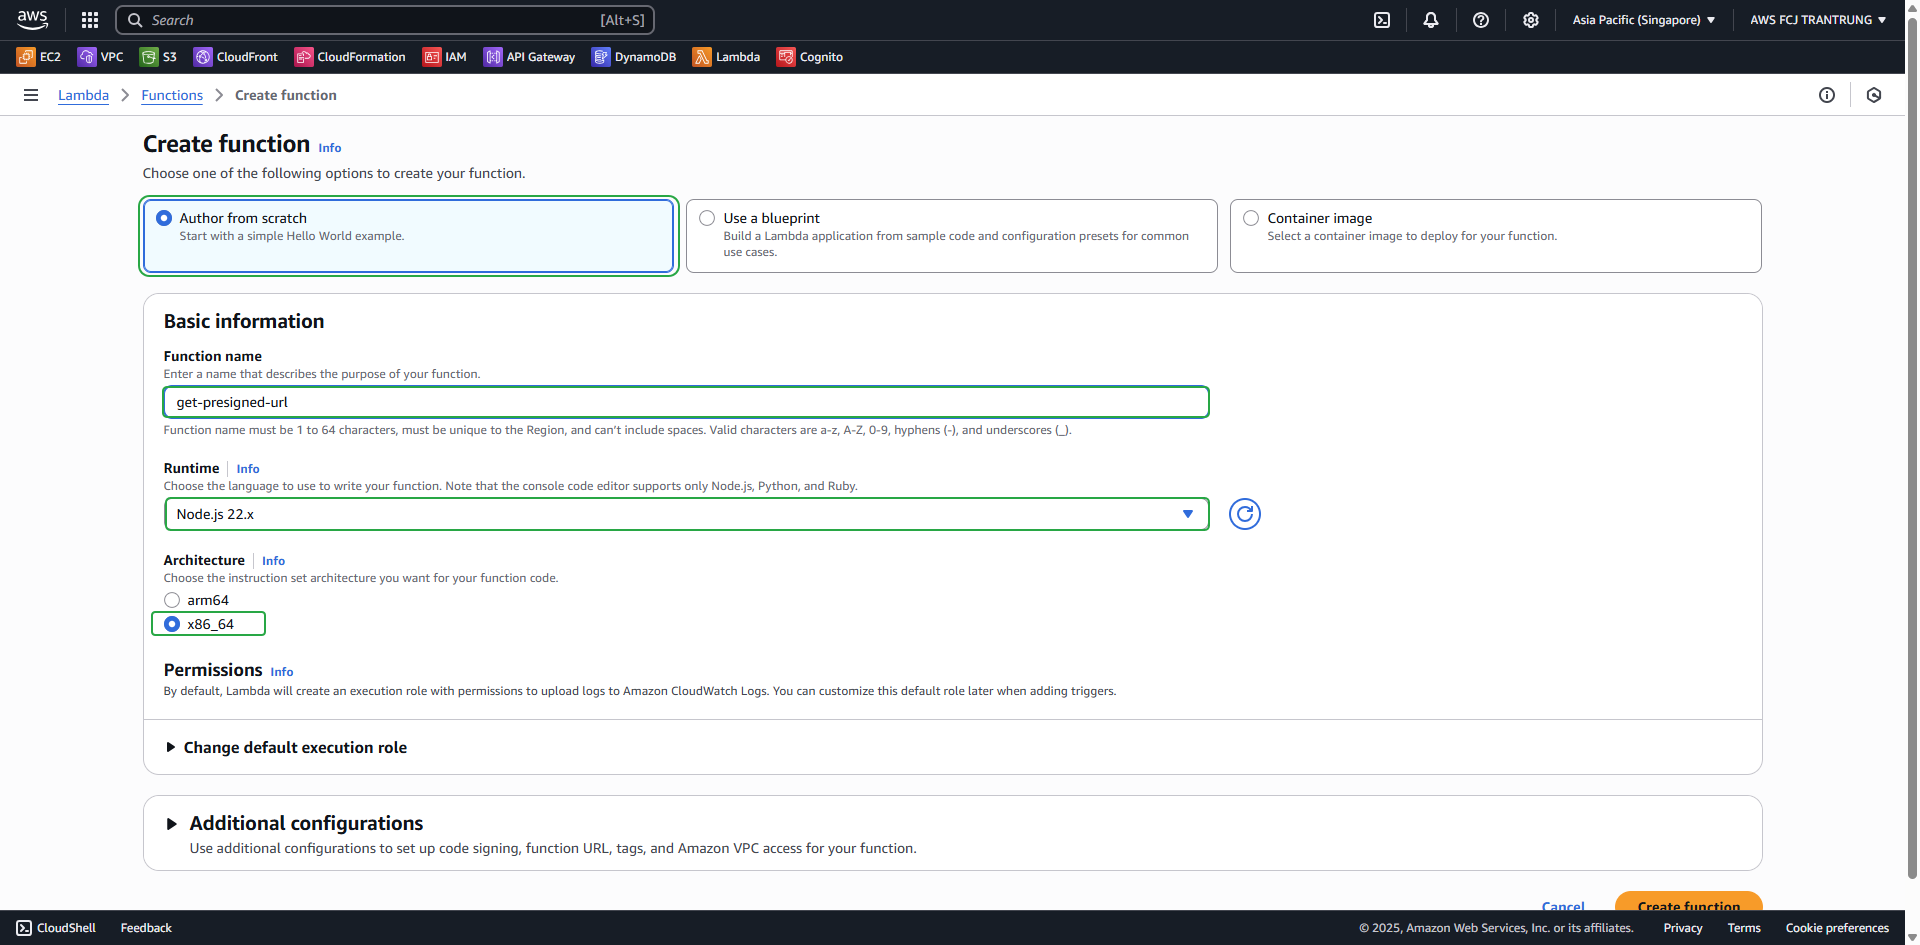 aws
Search [Alt+S]
Asia Pacific (Singapore)
AWS FCJ TRANTRUNG
EC2 VPC S3 CloudFront CloudFormation IAM API Gateway DynamoDB Lambda Cognito
Lambda Functions Create function
Create function Info
Choose one of the following options to create your function.
Author from scratch
Start with a simple Hello World example.
Use a blueprint
Build a Lambda application from sample code and configuration presets for common
use cases.
Container image
Select a container image to deploy for your function.
Basic information
Function name
Enter a name that describes the purpose of your function.
get-presigned-url
Function name must be 1 to 64 characters, must be unique to the Region, and can't include spaces. Valid characters are a-z, A-Z, 0-9, hyphens (-), and underscores (_).
Runtime Info
Choose the language to use to write your function. Note that the console code editor supports only Node.js, Python, and Ruby.
Node.js 22.x
Architecture Info
Choose the instruction set architecture you want for your function code.
arm64
x86_64
Permissions Info
By default, Lambda will create an execution role with permissions to upload logs to Amazon CloudWatch Logs. You can customize this default role later when adding triggers.
Change default execution role
Additional configurations
Use additional configurations to set up code signing, function URL, tags, and Amazon VPC access for your function.
Cancel Create function
CloudShell Feedback © 2025, Amazon Web Services, Inc. or its affiliates. Privacy Terms Cookie preferences